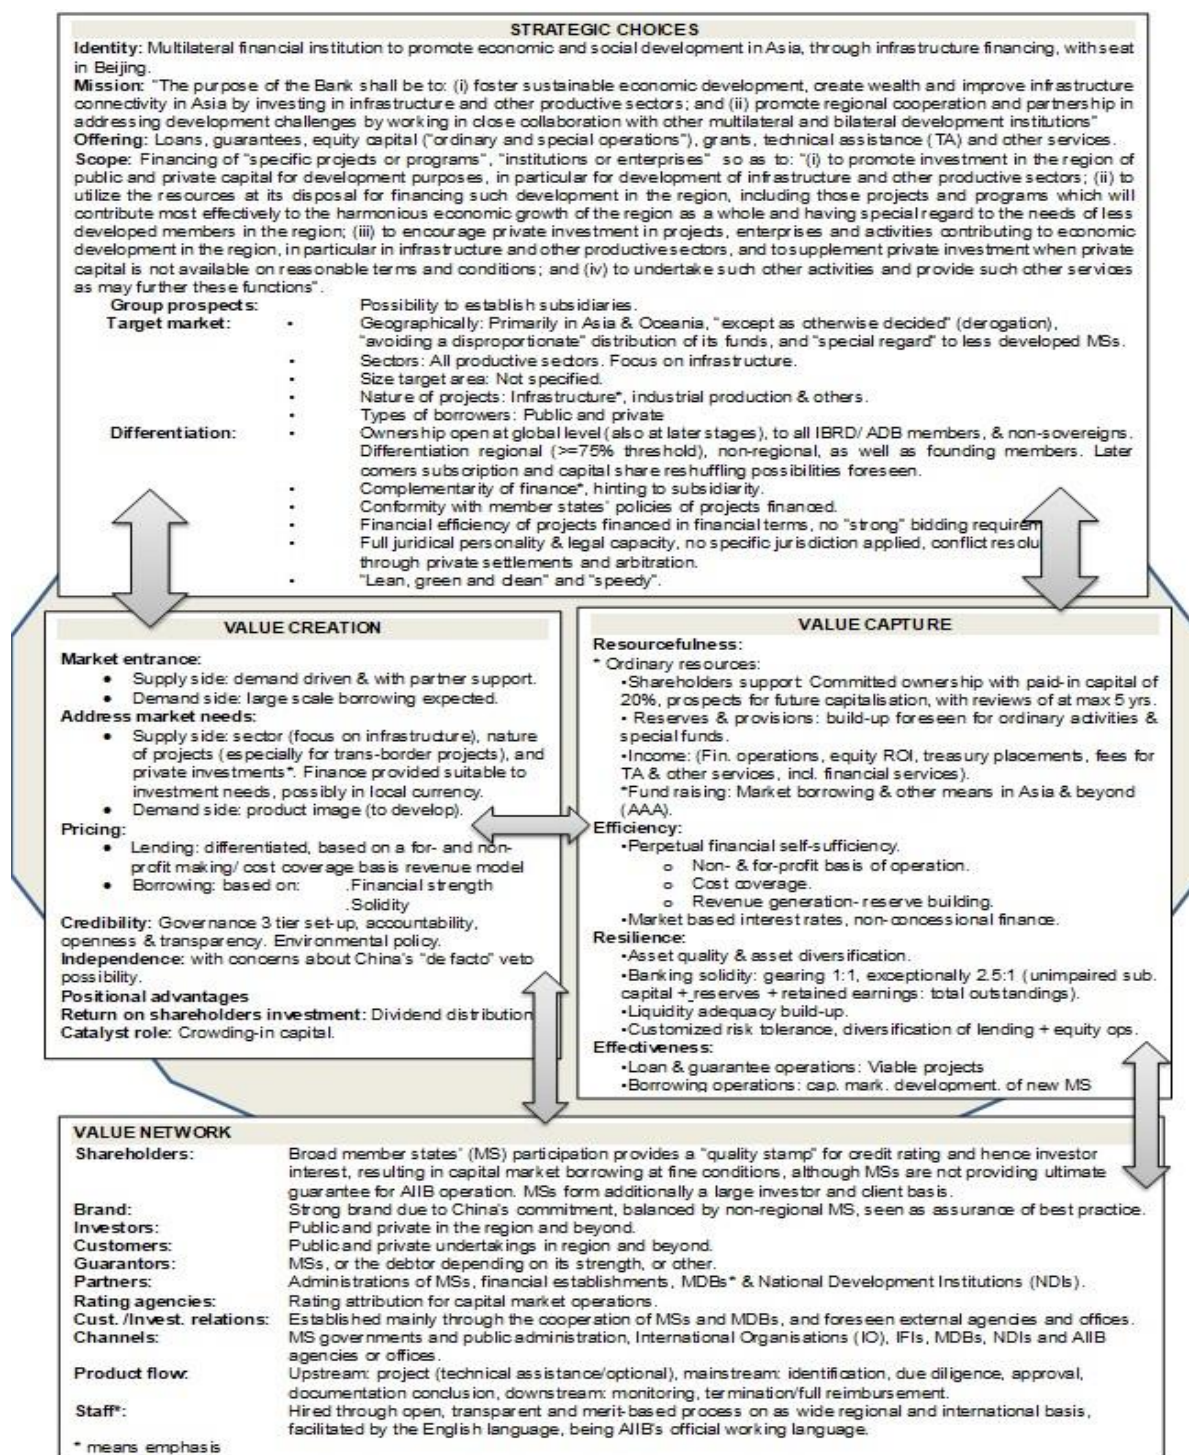 STRATEGIC CHOICES
Identity: Multilateral financial institution to promote economic and social development in Asia, through infrastructure financing, with seat
in Beijing.
Mission: "The purpose of the Bank shall be to: (i) foster sustainable economic development, create wealth and improve infrastructure
connectivity in Asia by investing in infrastructure and other productive sectors; and (ii) promote regional cooperation and partnership in
addressing development challenges by working in close collaboration with other multilateral and bilateral development institutions"
Offering: Loans, guarantees, equity capital ("ordinary and special operations"), grants, technical assistance (TA) and other services.
Scope: Financing of "specific projects or programs", "institutions or enterprises" so as to: "(i) to promote investment in the region of
public and private capital for development purposes, in particular for development of infrastructure and other productive sectors; (ii) to
utilize the resources at its disposal for financing such development in the region, including those projects and programs which will
contribute most effectively to the harmonious economic growth of the region as a whole and having special regard to the needs of less
developed members in the region; (iii) to encourage private investment in projects, enterprises and activities contributing to economic
development in the region, in particular in infrastructure and other productive sectors, and to supplement private investment when private
capital is not available on reasonable terms and conditions; and (iv) to undertake such other activities and provide such other services
as may further these functions".
Group prospects: Possibility to establish subsidiaries.
Target market: • Geographically: Primarily in Asia & Oceania, "except as otherwise decided" (derogation),
"avoiding a disproportionate" distribution of its funds, and "special regard" to less developed MSs.
• Sectors: All productive sectors. Focus on infrastructure.
• Size target area: Not specified.
• Nature of projects: Infrastructure*, industrial production & others.
• Types of borrowers: Public and private
Differentiation: • Ownership open at global level (also at later stages), to all IBRD/ ADB members, & non-sovereigns.
Differentiation regional (>=75% threshold), non-regional, as well as founding members. Later
comers subscription and capital share reshuffling possibilities foreseen.
• Complementarity of finance*, hinting to subsidiarity.
• Conformity with member states' policies of projects financed.
• Financial efficiency of projects financed in financial terms, no "strong" bidding requirem
• Full juridical personality & legal capacity, no specific jurisdiction applied, conflict resolu
through private settlements and arbitration.
• "Lean, green and clean" and "speedy".
VALUE CREATION
Market entrance:
• Supply side: demand driven & with partner support.
• Demand side: large scale borrowing expected.
Address market needs:
• Supply side: sector (focus on infrastructure), nature
of projects (especially for trans-border projects), and
private investments*. Finance provided suitable to
investment needs, possibly in local currency.
• Demand side: product image (to develop).
Pricing:
• Lending: differentiated, based on a for- and non-
profit making/ cost coverage basis revenue model
• Borrowing: based on: .Financial strength
.Solidity
Credibility: Governance 3 tier set-up, accountability,
openness & transparency. Environmental policy.
Independence: with concerns about China's "de facto" veto
possibility.
Positional advantages
Return on shareholders investment: Dividend distribution
Catalyst role: Crowding-in capital.
VALUE CAPTURE
Resourcefulness:
* Ordinary resources:
•Shareholders support: Committed ownership with paid-in capital of
20%, prospects for future capitalisation, with reviews of at max 5 yrs.
• Reserves & provisions: build-up foreseen for ordinary activities &
special funds.
•Income: (Fin. operations, equity ROI, treasury placements, fees for
TA & other services, incl. financial services).
*Fund raising: Market borrowing & other means in Asia & beyond
(AAA).
Efficiency:
•Perpetual financial self-sufficiency.
o Non- & for-profit basis of operation.
o Cost coverage.
o Revenue generation- reserve building.
•Market based interest rates, non-concessional finance.
Resilience:
•Asset quality & asset diversification.
•Banking solidity: gearing 1:1, exceptionally 2.5:1 (unimpaired sub.
capital + reserves + retained earnings: total outstandings).
•Liquidity adequacy build-up.
•Customized risk tolerance, diversification of lending + equity ops.
Effectiveness:
•Loan & guarantee operations: Viable projects
•Borrowing operations: cap. mark. development. of new MS
VALUE NETWORK
Shareholders: Broad member states' (MS) participation provides a "quality stamp" for credit rating and hence investor
interest, resulting in capital market borrowing at fine conditions, although MSs are not providing ultimate
guarantee for AIIB operation. MSs form additionally a large investor and client basis.
Brand: Strong brand due to China's commitment, balanced by non-regional MS, seen as assurance of best practice.
Investors: Public and private in the region and beyond.
Customers: Public and private undertakings in region and beyond.
Guarantors: MSs, or the debtor depending on its strength, or other.
Partners: Administrations of MSs, financial establishments, MDBs* & National Development Institutions (NDIs).
Rating agencies: Rating attribution for capital market operations.
Cust. /Invest. relations: Established mainly through the cooperation of MSs and MDBs, and foreseen external agencies and offices.
Channels: MS governments and public administration, International Organisations (IO), IFIs, MDBs, NDIs and AIIB
agencies or offices.
Product flow: Upstream: project (technical assistance/optional), mainstream: identification, due diligence, approval,
documentation conclusion, downstream: monitoring, termination/full reimbursement.
Staff*: Hired through open, transparent and merit-based process on as wide regional and international basis,
facilitated by the English language, being AIIB's official working language.
* means emphasis